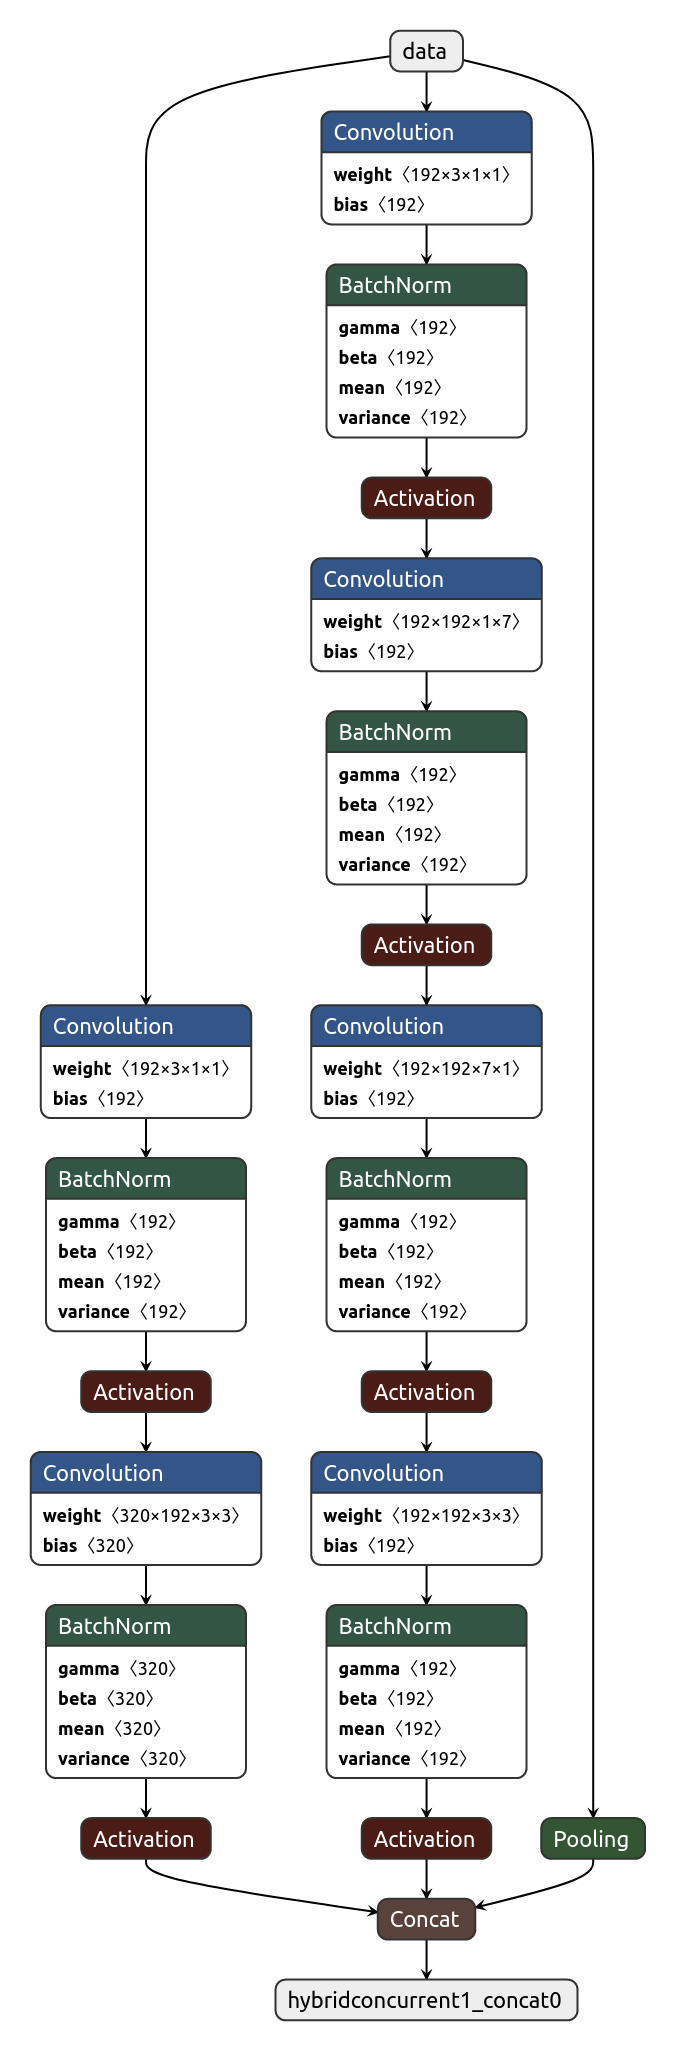 data
Convolution
weight〈192×3×1×1〉
bias〈192〉
BatchNorm
gamma〈192〉
beta〈192〉
mean〈192〉
variance〈192〉
Activation
Convolution
weight〈192×192×1×7〉
bias〈192〉
BatchNorm
gamma〈192〉
beta〈192〉
mean〈192〉
variance〈192〉
Activation
Convolution
weight〈192×3×1×1〉
bias〈192〉
BatchNorm
gamma〈192〉
beta〈192〉
mean〈192〉
variance〈192〉
Activation
Convolution
weight〈320×192×3×3〉
bias〈320〉
BatchNorm
gamma〈320〉
beta〈320〉
mean〈320〉
variance〈320〉
Activation
Convolution
weight〈192×192×7×1〉
bias〈192〉
BatchNorm
gamma〈192〉
beta〈192〉
mean〈192〉
variance〈192〉
Activation
Convolution
weight〈192×192×3×3〉
bias〈192〉
BatchNorm
gamma〈192〉
beta〈192〉
mean〈192〉
variance〈192〉
Activation
Pooling
Concat
hybridconcurrent1_concat0